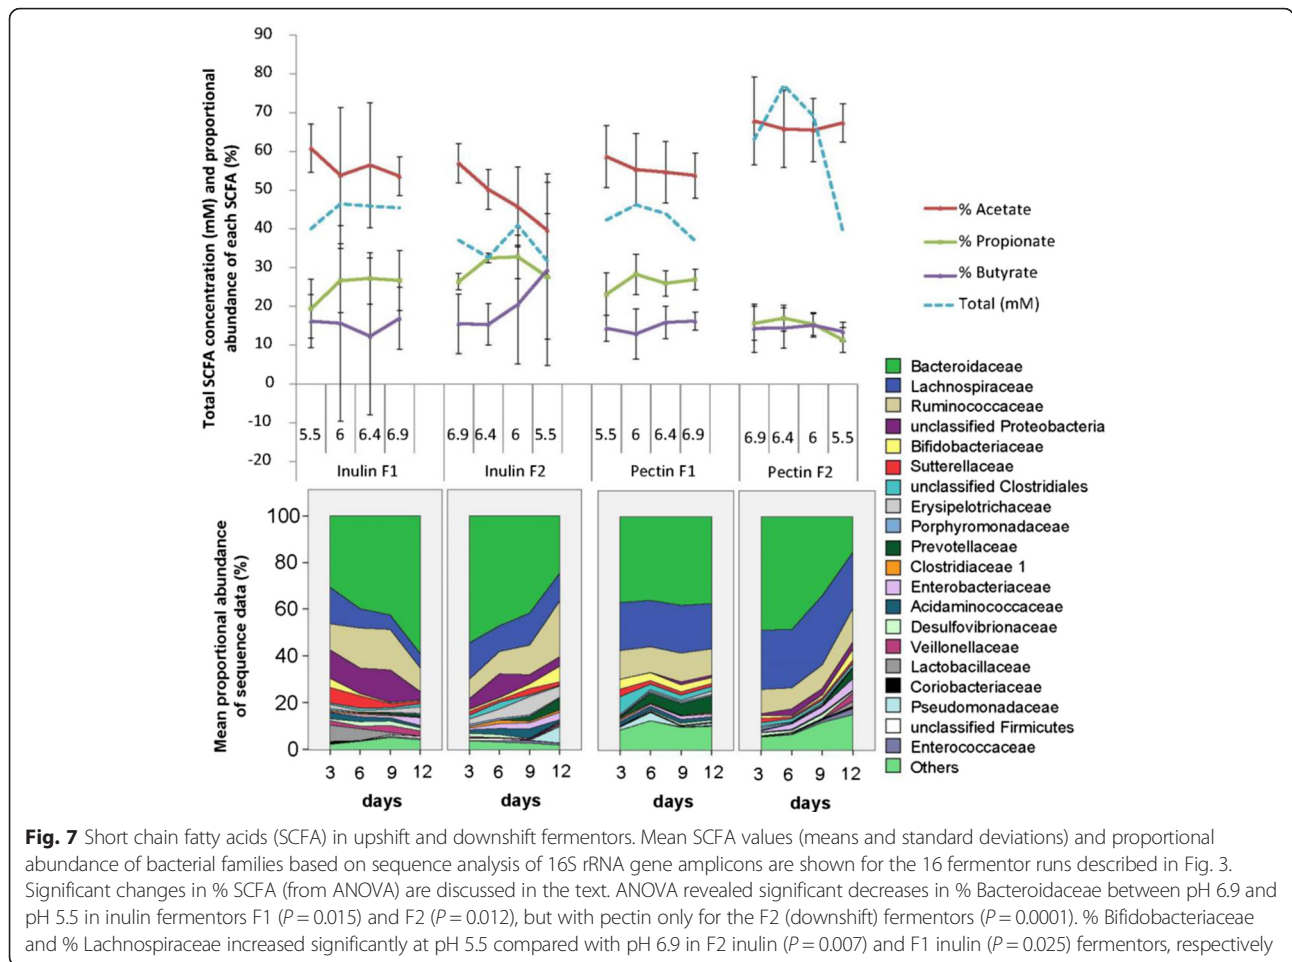 Total SCFA concentration (mM) and proportional
abundance of each SCFA (%)
90
80
70
60
50
40
30
20
10
0
-10
-20
5.5 6 6.4 6.9
6.9 6.4 6 5.5
5.5 6 6.4 6.9
6.9 6.4 6 5.5
Inulin F1
Inulin F2
Pectin F1
Pectin F2
% Acetate
% Propionate
% Butyrate
Total (mM)
Mean proportional abundance
of sequence data (%)
100
80
60
40
20
0
3 6 9 12
3 6 9 12
3 6 9 12
3 6 9 12
days
days
days
days
Bacteroidaceae
Lachnospiraceae
Ruminococcaceae
unclassified Proteobacteria
Bifidobacteriaceae
Sutterellaceae
unclassified Clostridiales
Erysipelotrichaceae
Porphyromonadaceae
Prevotellaceae
Clostridiaceae 1
Enterobacteriaceae
Acidaminococcaceae
Desulfovibrionaceae
Veillonellaceae
Lactobacillaceae
Coriobacteriaceae
Pseudomonadaceae
unclassified Firmicutes
Enterococcaceae
Others
Fig. 7 Short chain fatty acids (SCFA) in upshift and downshift fermentors. Mean SCFA values (means and standard deviations) and proportional
abundance of bacterial families based on sequence analysis of 16S rRNA gene amplicons are shown for the 16 fermentor runs described in Fig. 3.
Significant changes in % SCFA (from ANOVA) are discussed in the text. ANOVA revealed significant decreases in % Bacteroidaceae between pH 6.9 and
pH 5.5 in inulin fermentors F1 (P = 0.015) and F2 (P = 0.012), but with pectin only for the F2 (downshift) fermentors (P = 0.0001). % Bifidobacteriaceae
and % Lachnospiraceae increased significantly at pH 5.5 compared with pH 6.9 in F2 inulin (P = 0.007) and F1 inulin (P = 0.025) fermentors, respectively